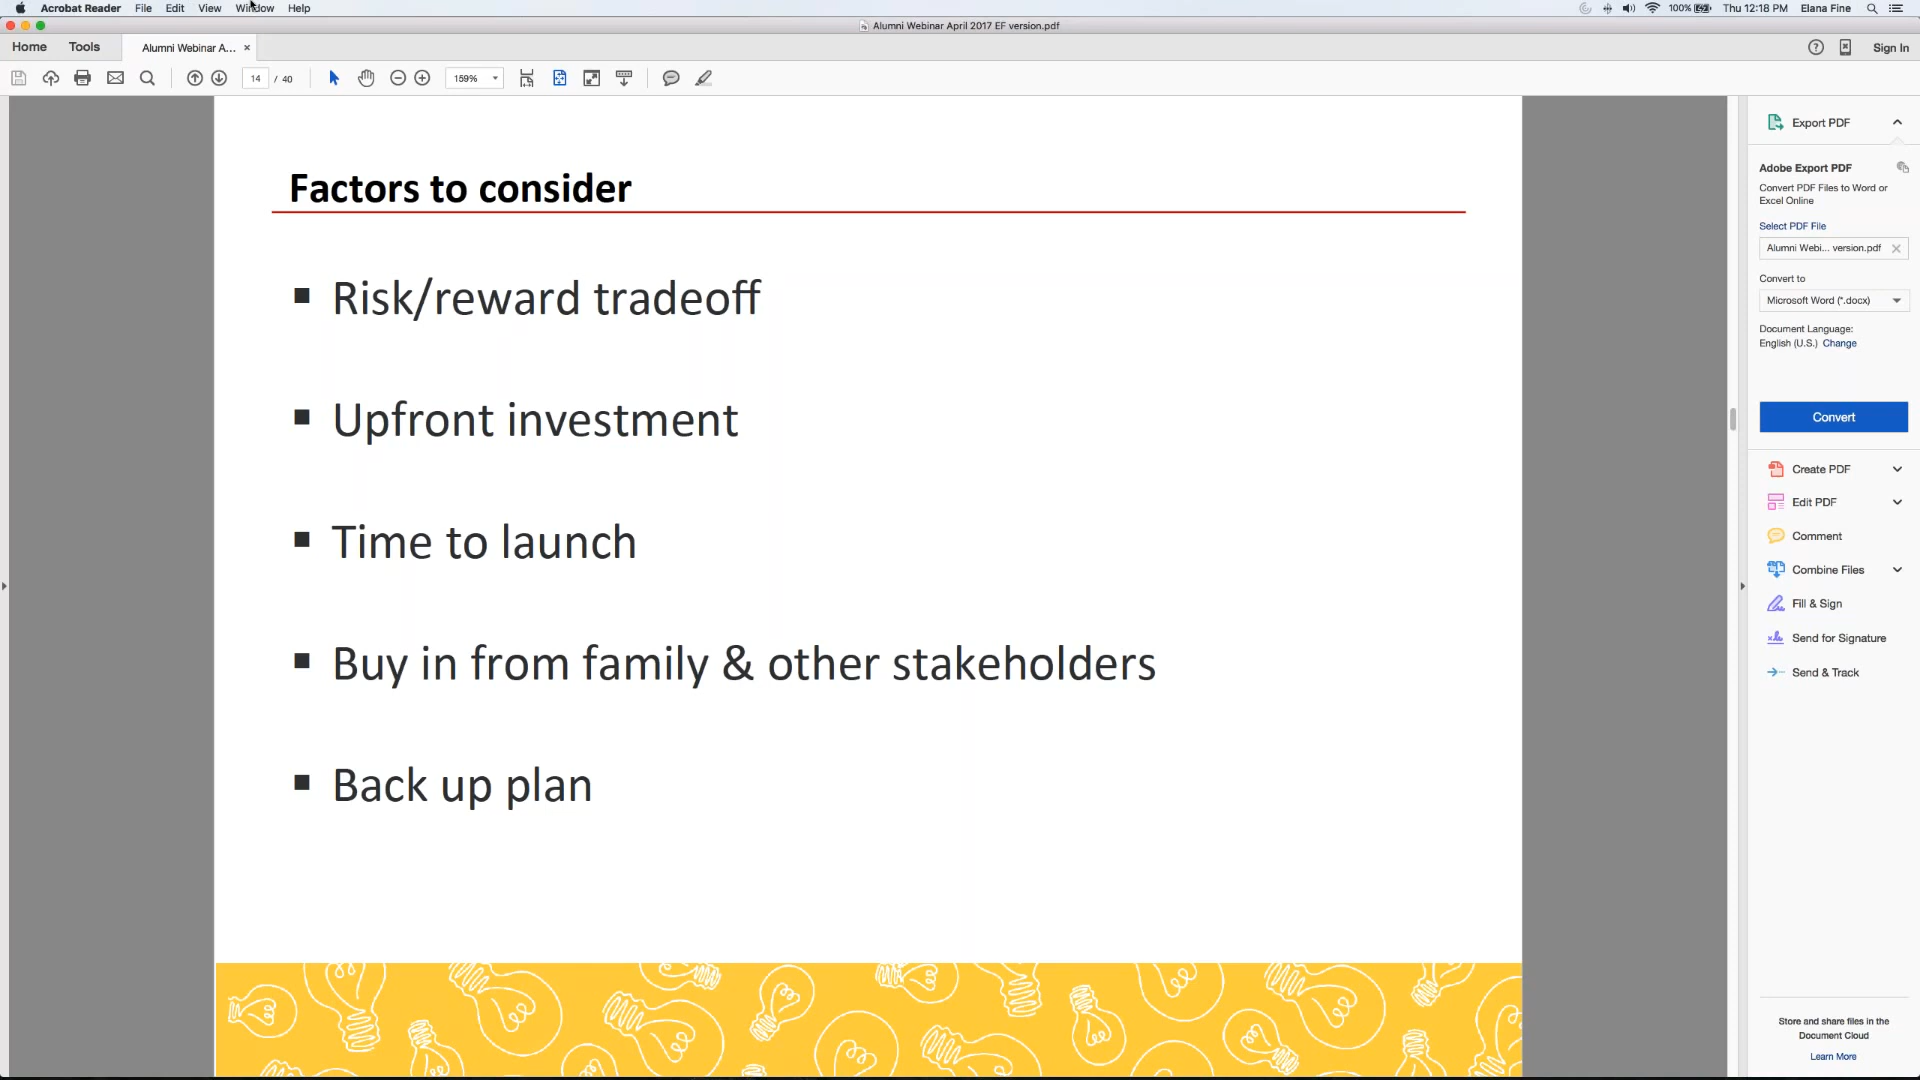 Acrobat Reader File Edit View Window Help 100% Thu 12:18 PM Elana Fine
Alumni Webinar April 2017 EF version.pdf
Home Tools Alumni Webinar A... × Sign In
14 / 40 159%
Factors to consider
Risk/reward tradeoff
Upfront investment
Time to launch
Buy in from family & other stakeholders
Back up plan
Export PDF
Adobe Export PDF
Convert PDF Files to Word or
Excel Online
Select PDF File
Alumni Webi... version.pdf
Convert to
Microsoft Word (*.docx)
Document Language:
English (U.S.) Change
Convert
Create PDF
Edit PDF
Comment
Combine Files
Fill & Sign
Send for Signature
Send & Track
Store and share files in the
Document Cloud
Learn More